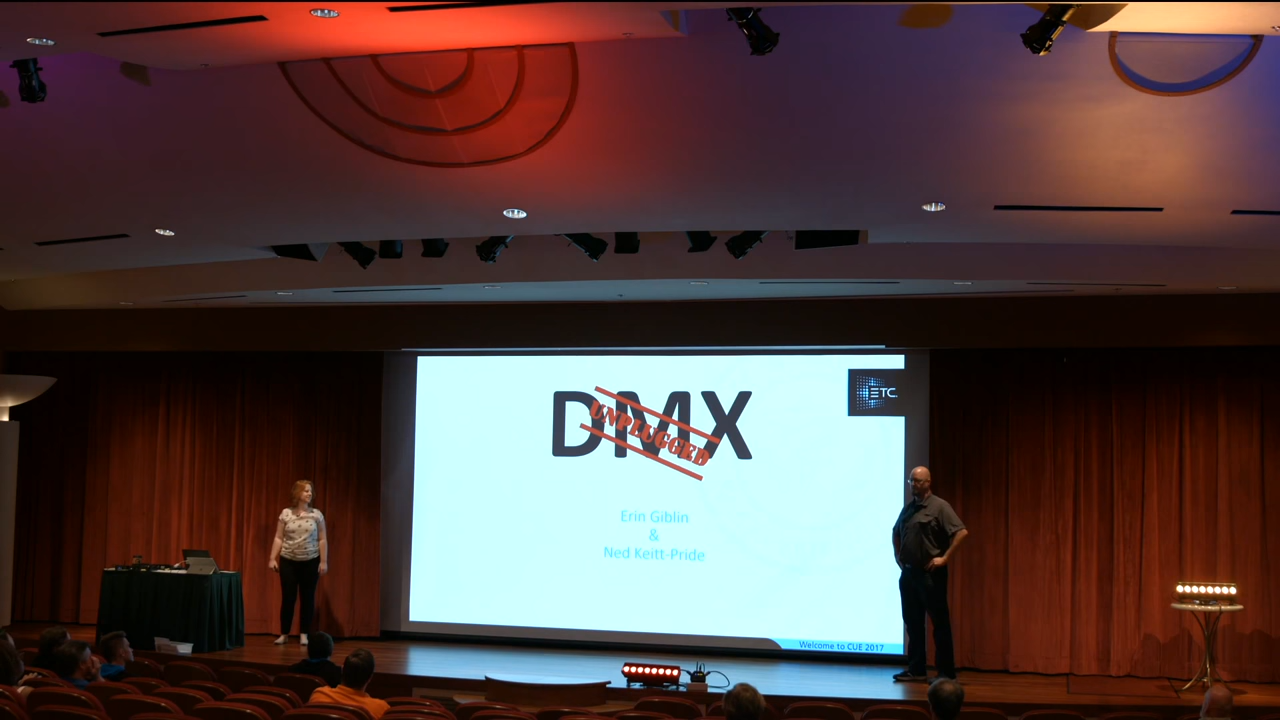 DMX
UNPLUGGED
ETC
Erin Giblin
&
Ned Keitt-Pride
Welcome to CUE 2017